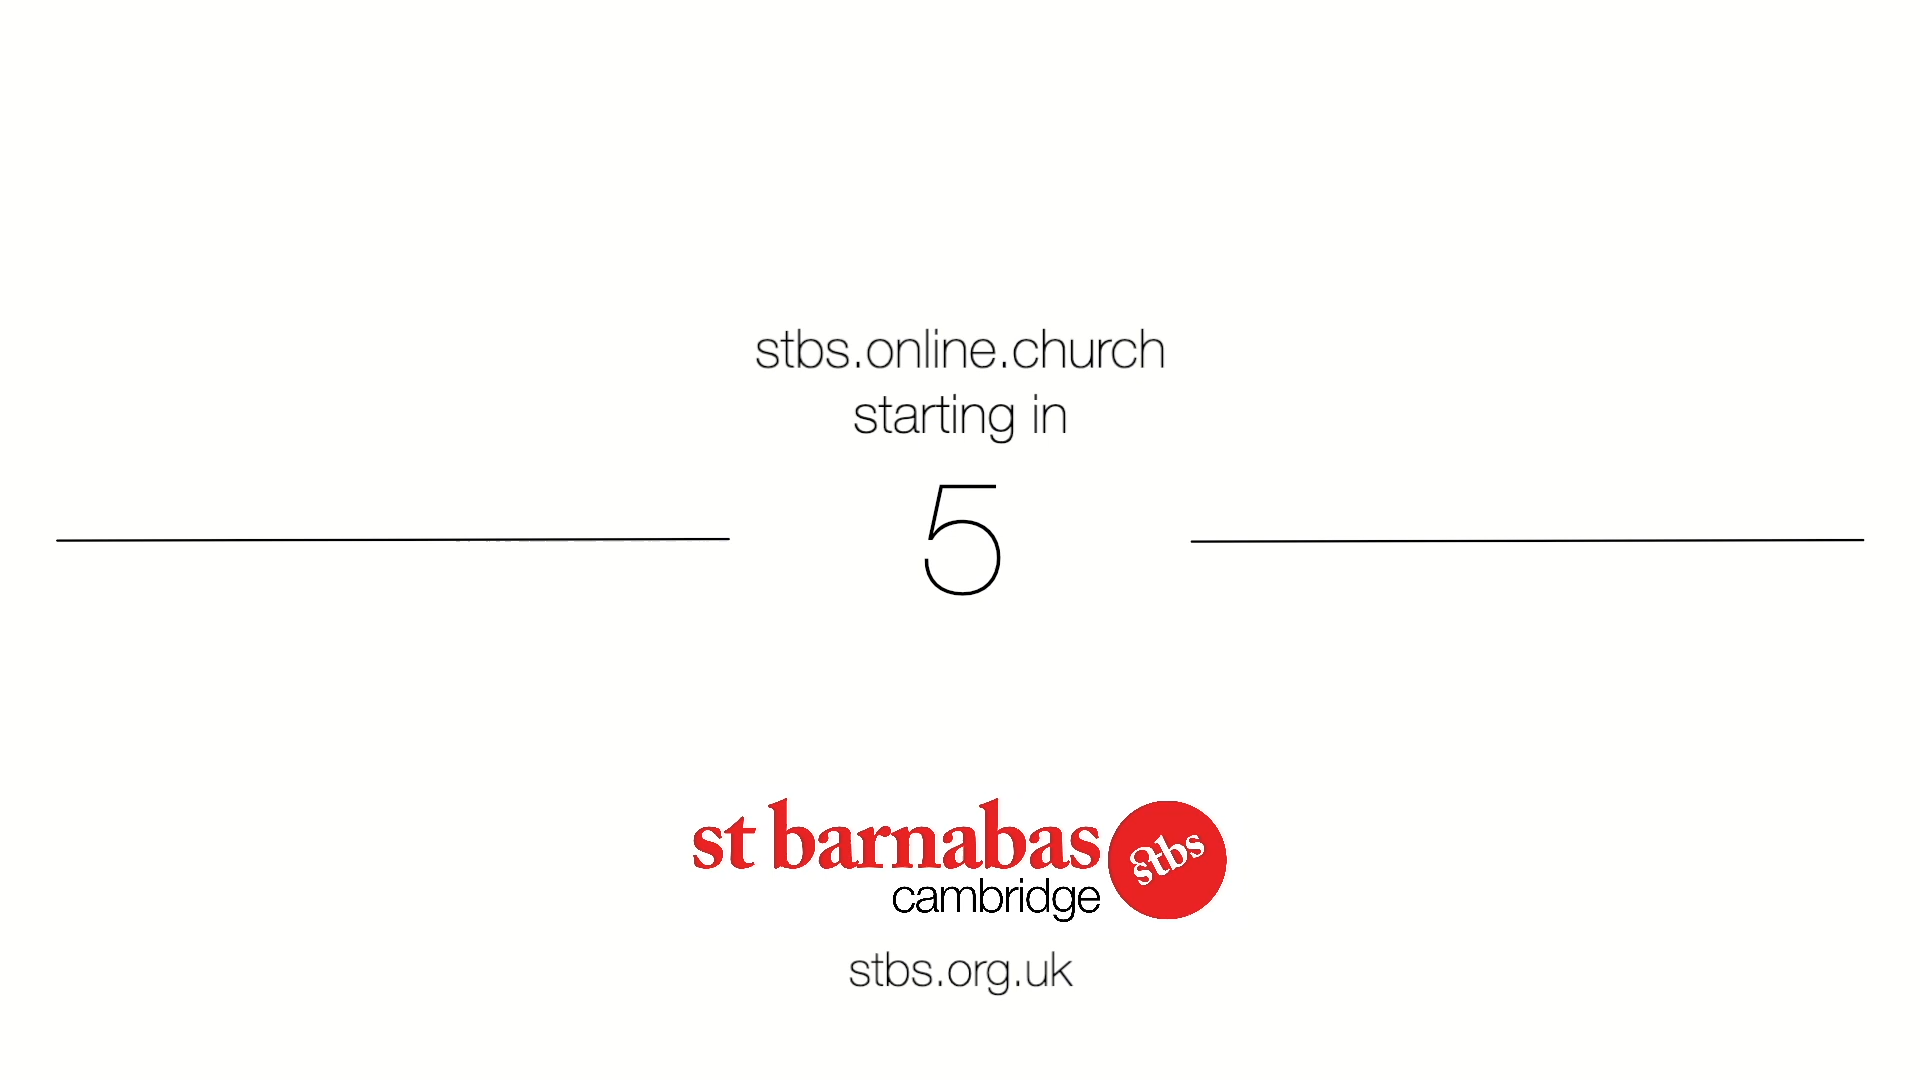 stbs.online.church
starting in
5
st barnabas
stbs
cambridge
stbs.org.uk